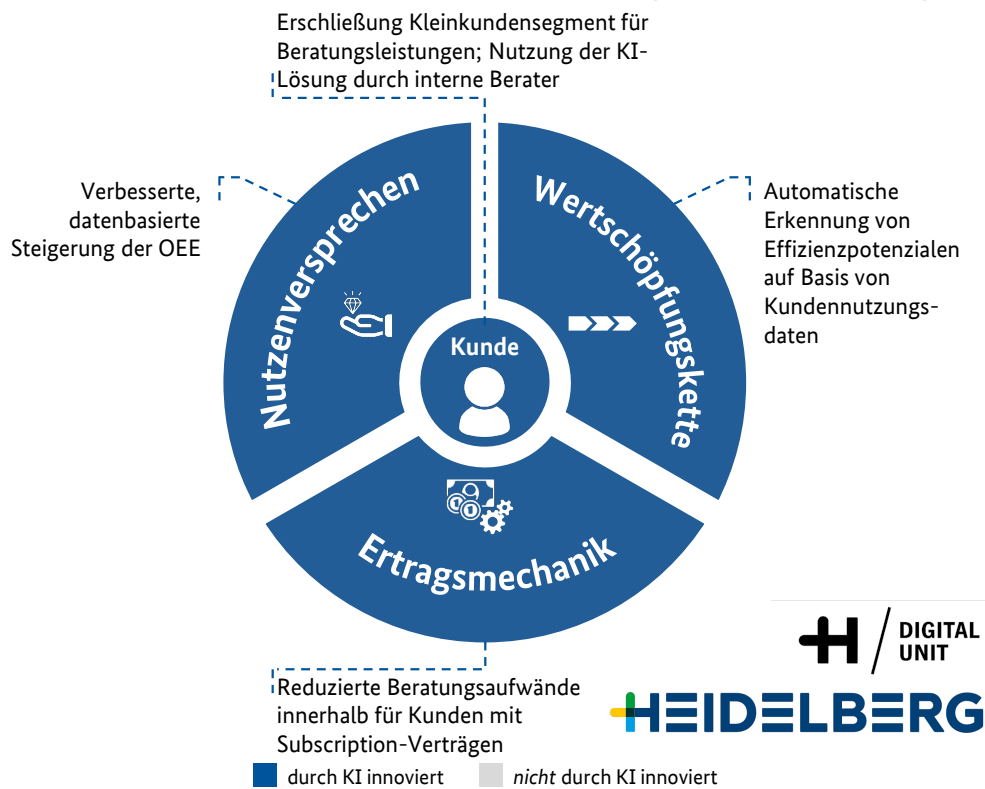 Erschließung Kleinkundensegment für
Beratungsleistungen; Nutzung der KI-
Lösung durch interne Berater
Verbesserte,
datenbasierte
Steigerung der OEE
Nutzenversprechen
Wertschöpfungskette
Automatische
Erkennung von
Effizienzpotenzialen
auf Basis von
Kundennutzungs-
daten
Kunde
Ertragsmechanik
Reduzierte Beratungsaufwände
innerhalb für Kunden mit
Subscription-Verträgen
H / DIGITAL
UNIT
HEIDELBERG
durch KI innoviert
nicht durch KI innoviert